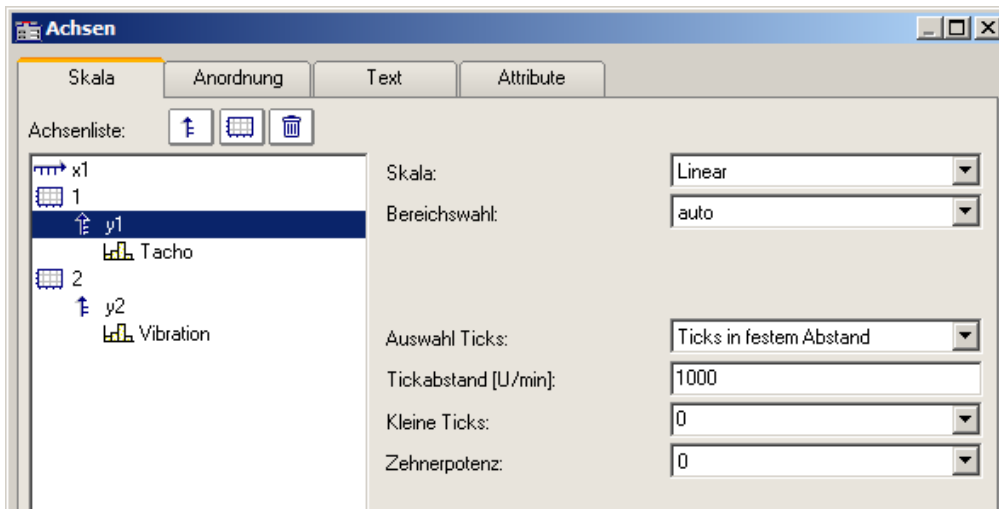 Achsen
Skala Anordnung Text Attribute
Achsenliste:
x1
1
y1
Tacho
2
y2
Vibration
Skala: Linear
Bereichswahl: auto
Auswahl Ticks: Ticks in festem Abstand
Tickabstand [U/min]: 1000
Kleine Ticks: 0
Zehnerpotenz: 0